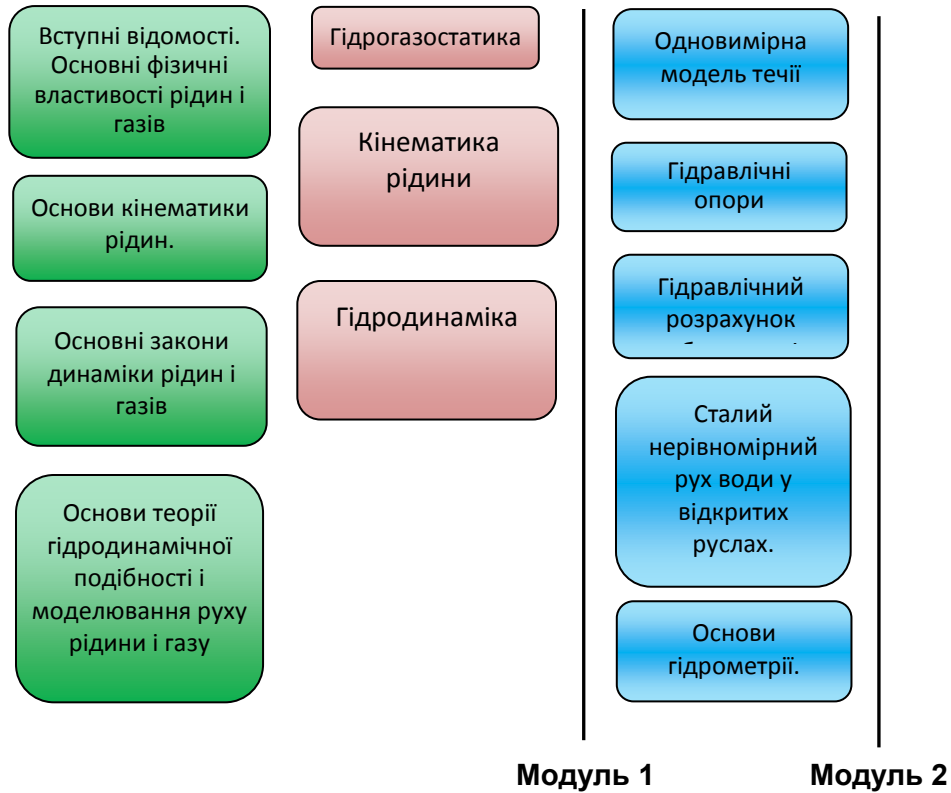 Вступні відомості.
Основні фізичні
властивості рідин і
газів
Основи кінематики
рідин.
Основні закони
динаміки рідин і
газів
Основи теорії
гідродинамічної
подібності і
моделювання руху
рідини і газу
Гідрогазостатика
Кінематика
рідини
Гідродинаміка
Одновимірна
модель течії
Гідравлічні
опори
Гідравлічний
розрахунок
Сталий
нерівномірний
рух води у
відкритих
руслах.
Основи
гідрометрії.
Модуль 1
Модуль 2